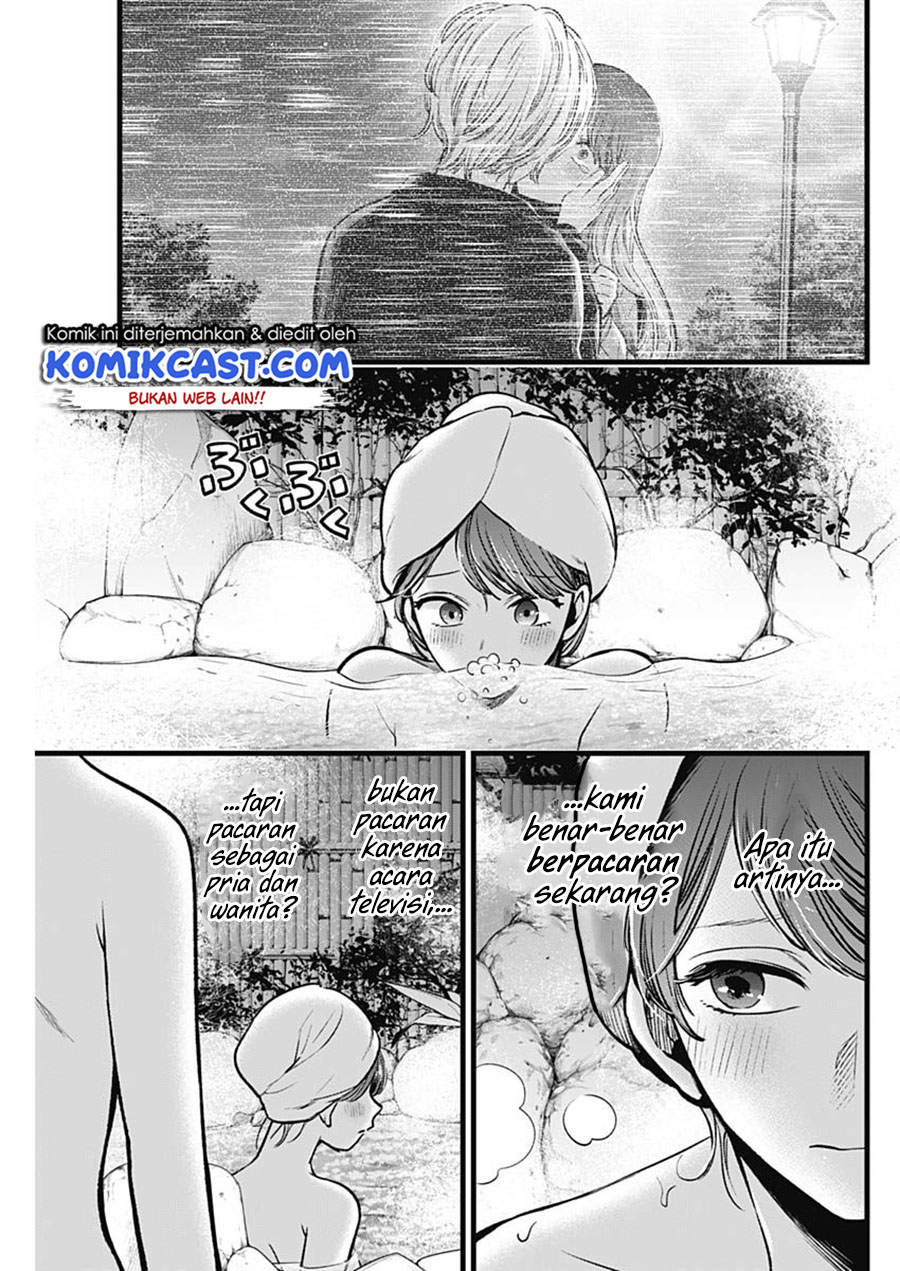 Komik ini diterjemahkan & diedit oleh
KOMIKCAST.COM
BUKAN WEB LAIN!!
ぶく
ぶく
Apa itu
artinya...
...kami
benar-benar
berpacaran
sekarang?
bukan
pacaran
karena
acara
televisi,...
...tapi
pacaran
sebagai
pria dan
wanita?